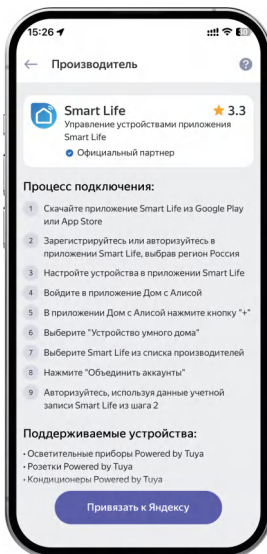 15:26
Производитель
?
Smart Life
3.3
Управление устройствами приложения
Smart Life
Официальный партнер
Процесс подключения:
1 Скачайте приложение Smart Life из Google Play
или App Store
2 Зарегистрируйтесь или авторизуйтесь в
приложении Smart Life, выбрав регион Россия
3 Настройте устройства в приложении Smart Life
4 Войдите в приложение Дом с Алисой
5 В приложении Дом с Алисой нажмите кнопку "+"
6 Выберите "Устройство умного дома"
7 Выберите Smart Life из списка производителей
8 Нажмите "Объединить аккаунты"
9 Авторизуйтесь, используя данные учетной
записи Smart Life из шага 2
Поддерживаемые устройства:
• Осветительные приборы Powered by Tuya
• Розетки Powered by Tuya
• Кондиционеры Powered by Tuya
Привязать к Яндексу